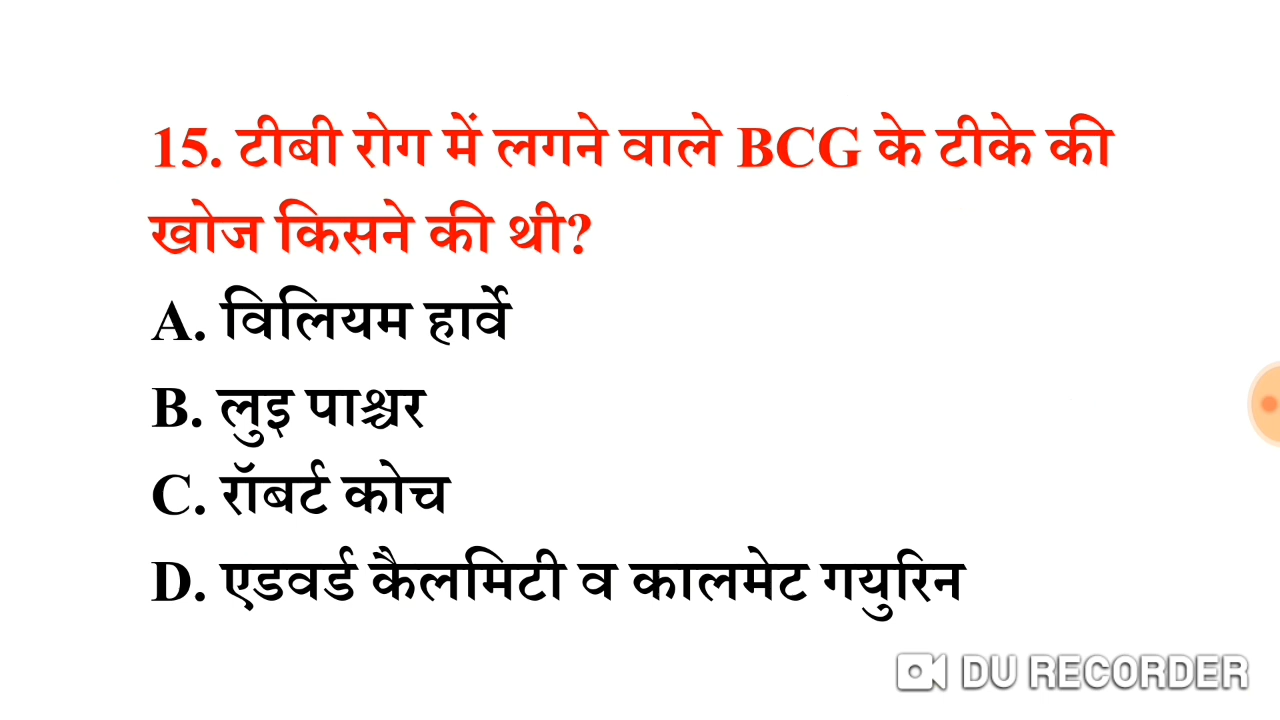 15. टीबी रोग में लगने वाले BCG के टीके की
खोज किसने की थी?
A. विलियम हार्वे
B. लुइ पाश्चर
C. रॉबर्ट कोच
D. एडवर्ड कैलमिटी व कालमेट गयुरिन
DU RECORDER